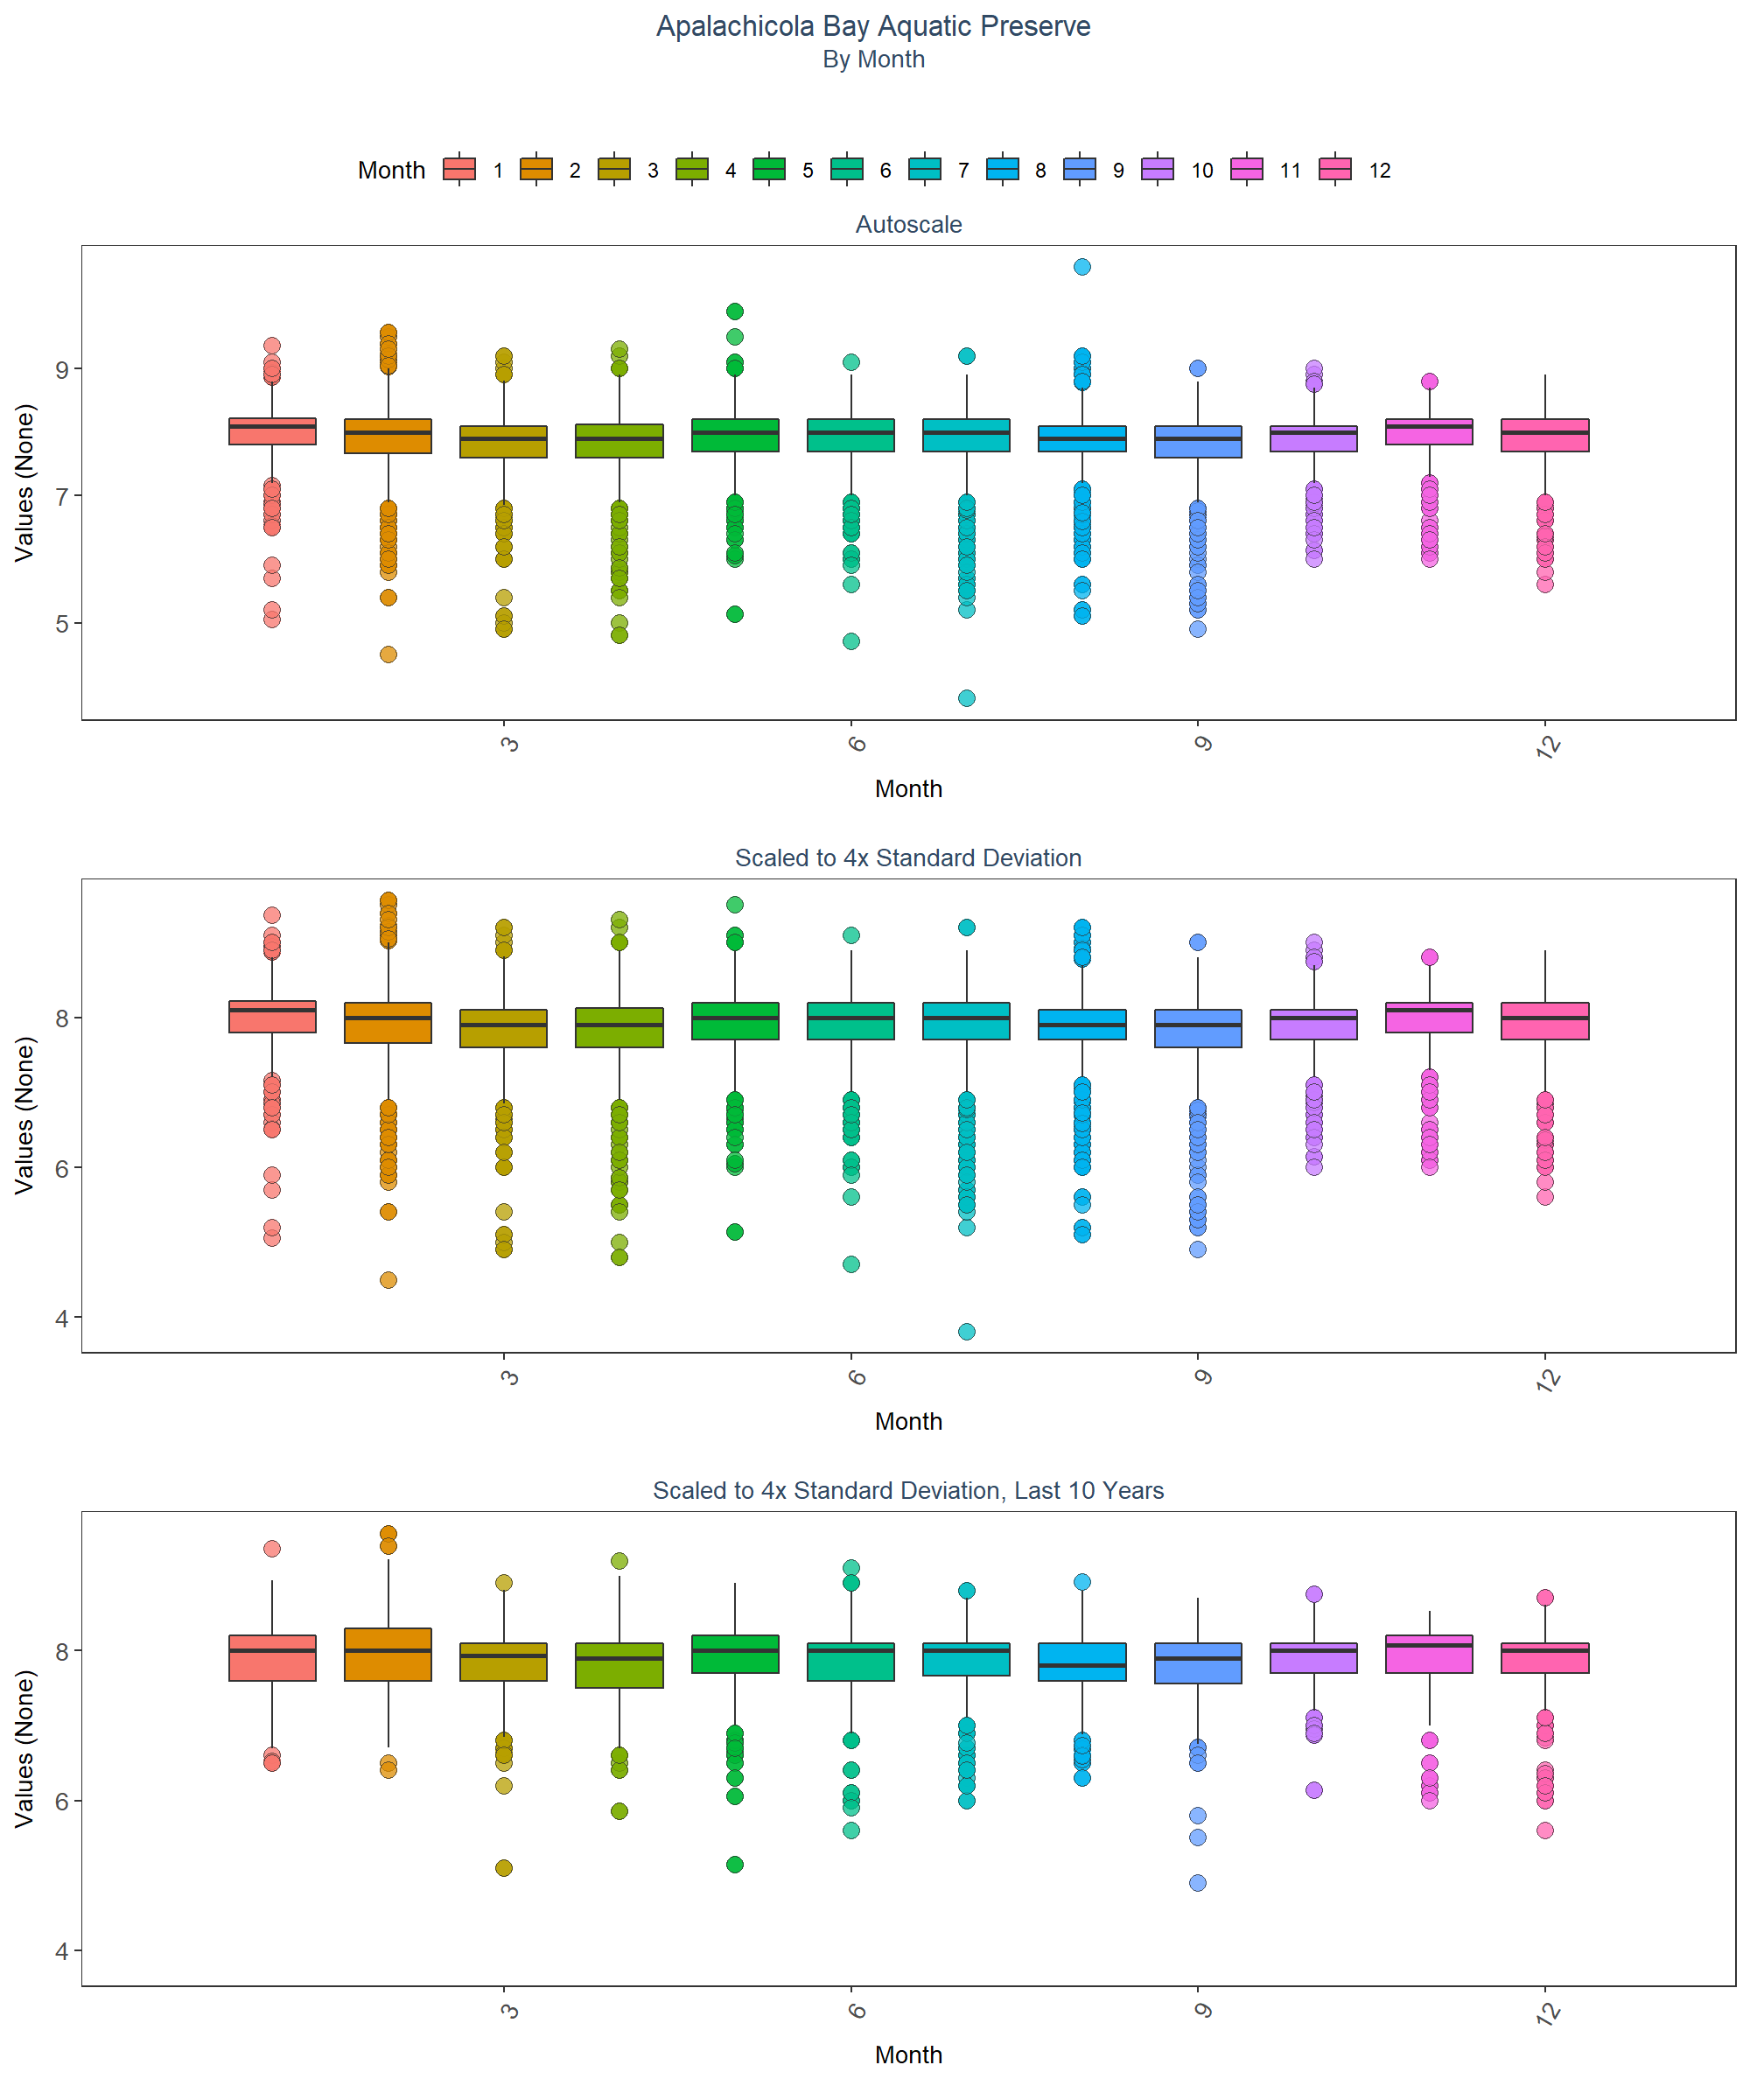 Apalachicola Bay Aquatic Preserve
By Month
Month 1 2 3 4 5 6 7 8 9 10 11 12
Autoscale
Values (None)
9
7
5
3 6 9 12
Month
Scaled to 4x Standard Deviation
Values (None)
8
6
4
3 6 9 12
Month
Scaled to 4x Standard Deviation, Last 10 Years
Values (None)
8
6
4
3 6 9 12
Month